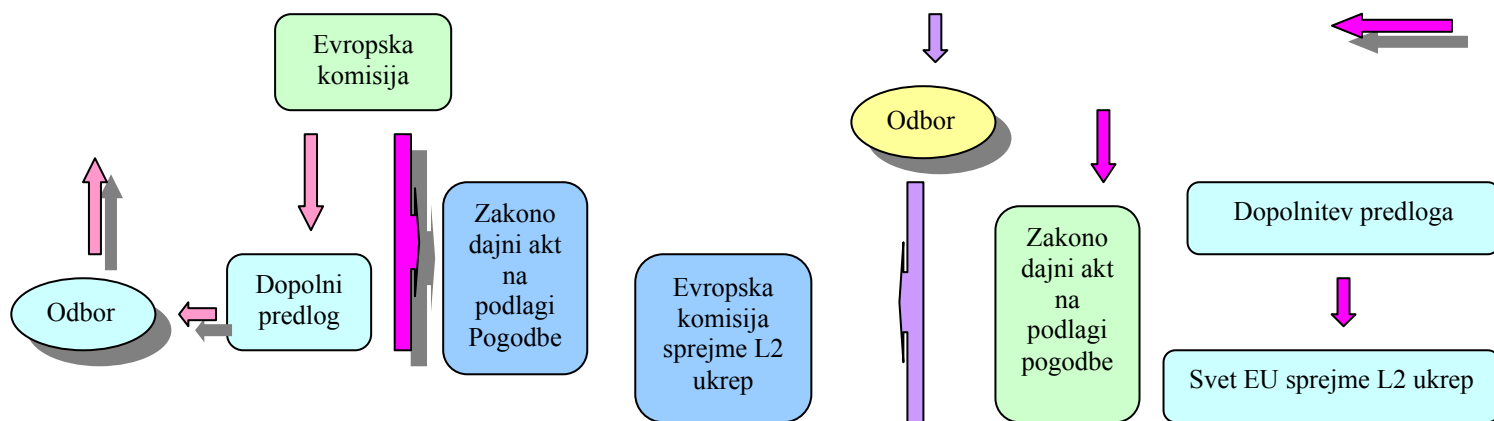 Evropska
komisija
Odbor
Zakono
dajni akt
na
podlagi
Pogodbe
Dopolnitev predloga
Zakono
dajni akt
na
podlagi
pogodbe
Dopolni
predlog
Odbor
Evropska
komisija
sprejme L2
ukrep
Svet EU sprejme L2 ukrep